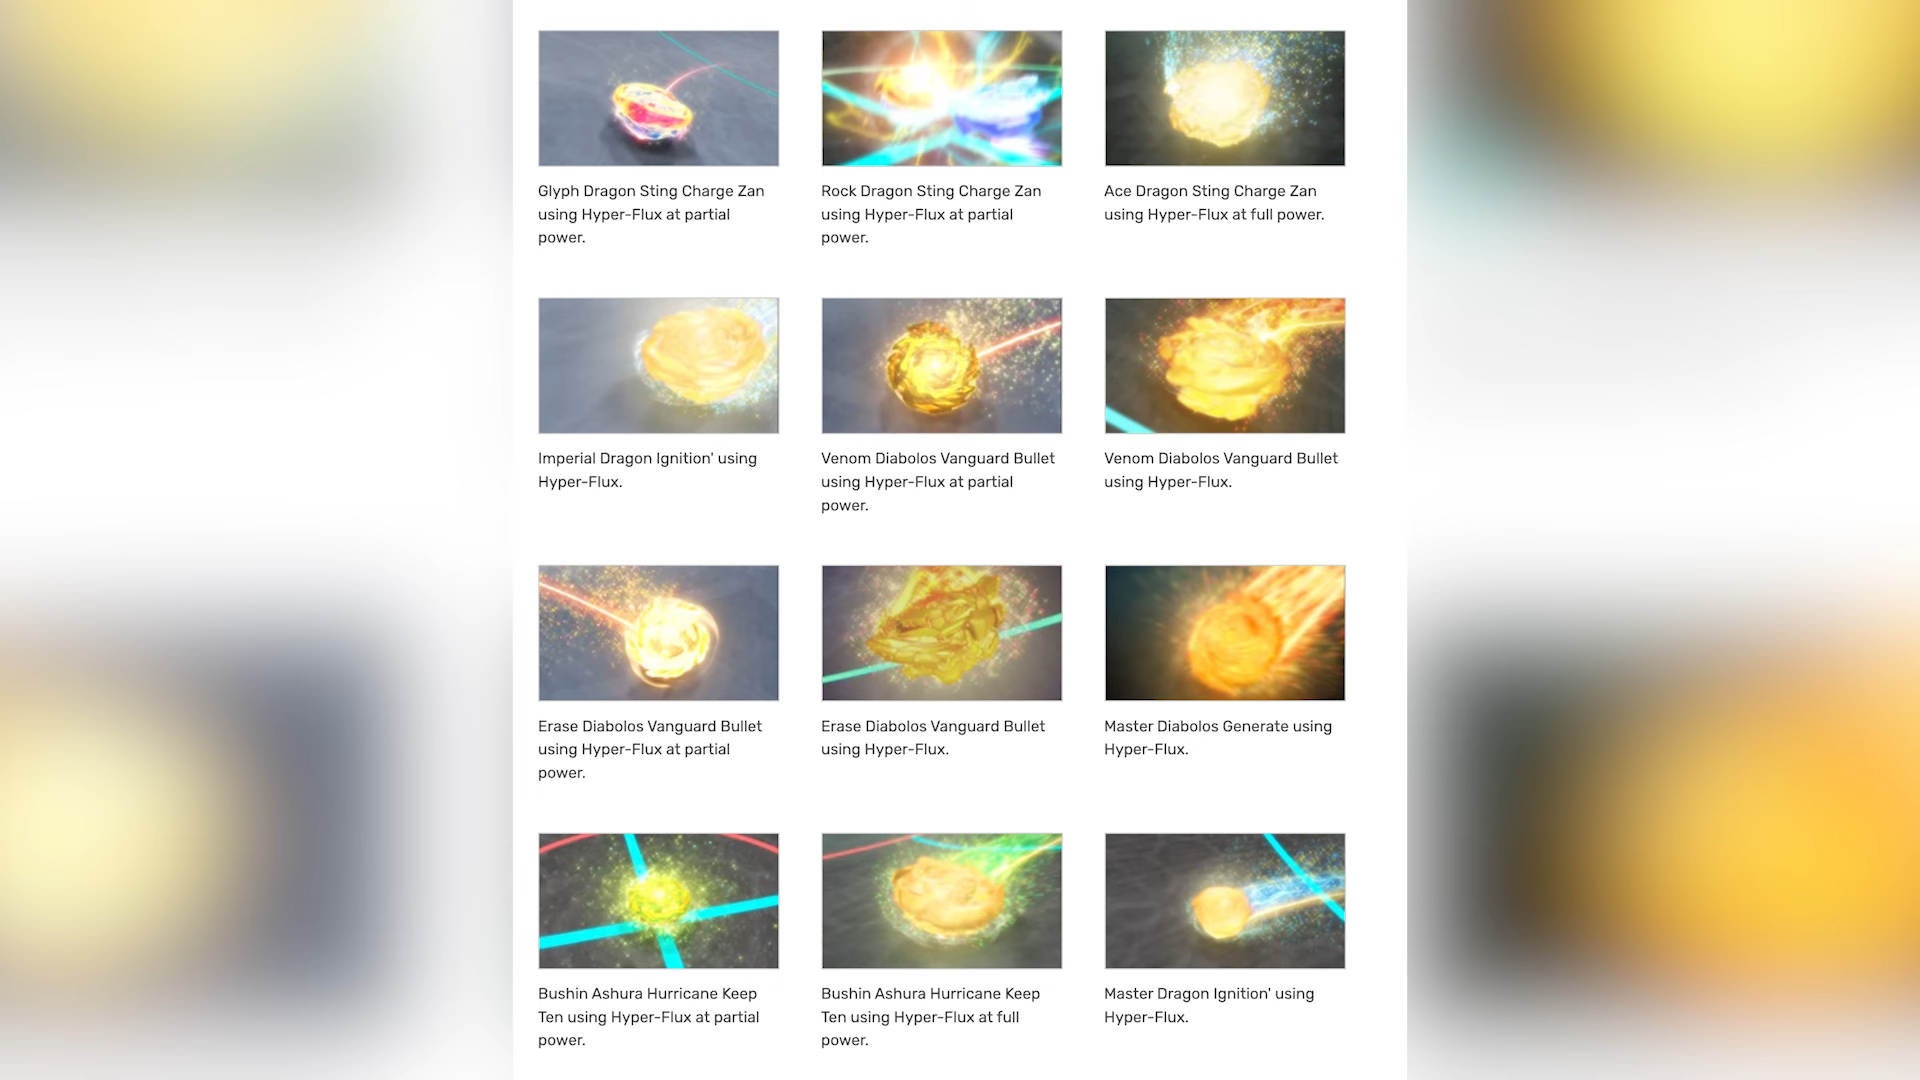 Glyph Dragon Sting Charge Zan
using Hyper-Flux at partial
power.
Rock Dragon Sting Charge Zan
using Hyper-Flux at partial
power.
Ace Dragon Sting Charge Zan
using Hyper-Flux at full power.
Imperial Dragon Ignition' using
Hyper-Flux.
Venom Diabolos Vanguard Bullet
using Hyper-Flux at partial
power.
Venom Diabolos Vanguard Bullet
using Hyper-Flux.
Erase Diabolos Vanguard Bullet
using Hyper-Flux at partial
power.
Erase Diabolos Vanguard Bullet
using Hyper-Flux.
Master Diabolos Generate using
Hyper-Flux.
Bushin Ashura Hurricane Keep
Ten using Hyper-Flux at partial
power.
Bushin Ashura Hurricane Keep
Ten using Hyper-Flux at full
power.
Master Dragon Ignition' using
Hyper-Flux.